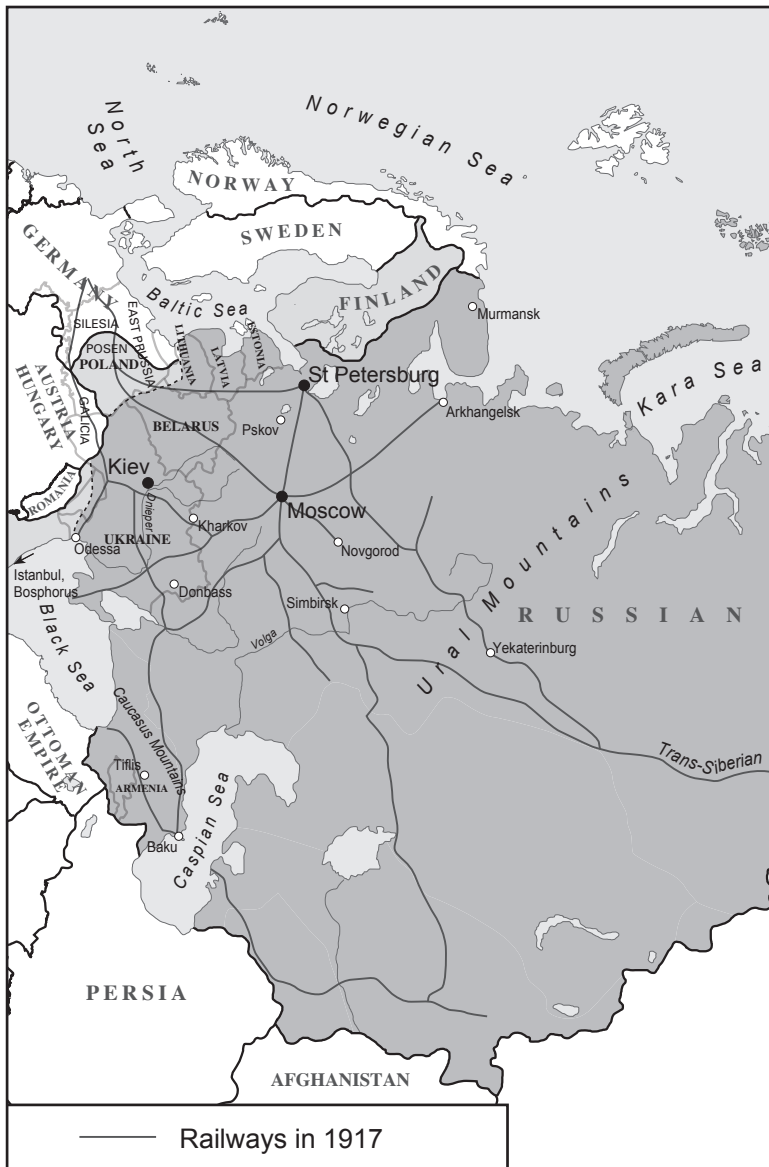 North
Sea
Norwegian Sea
NORWAY
SWEDEN
GERMANY
FINLAND
Baltic Sea
Murmansk
EAST PRUSSIA
LITHUANIA
LATVIA
ESTONIA
SILESIA
POSEN
POLAND
St Petersburg
Kara Sea
Arkhangelsk
AUSTRIA
HUNGARY
GALICIA
BELARUS
Pskov
Kiev
ROMANIA
Dnieper
Moscow
Kharkov
Odessa
UKRAINE
Novgorod
Ural Mountains
Istanbul,
Bosphorus
Donbass
Simbirsk
RUSSIAN
Black Sea
Volga
Yekaterinburg
OTTOMAN
EMPIRE
Caucasus Mountains
Trans-Siberian
Tiflis
ARMENIA
Caspian Sea
Baku
PERSIA
AFGHANISTAN
Railways in 1917